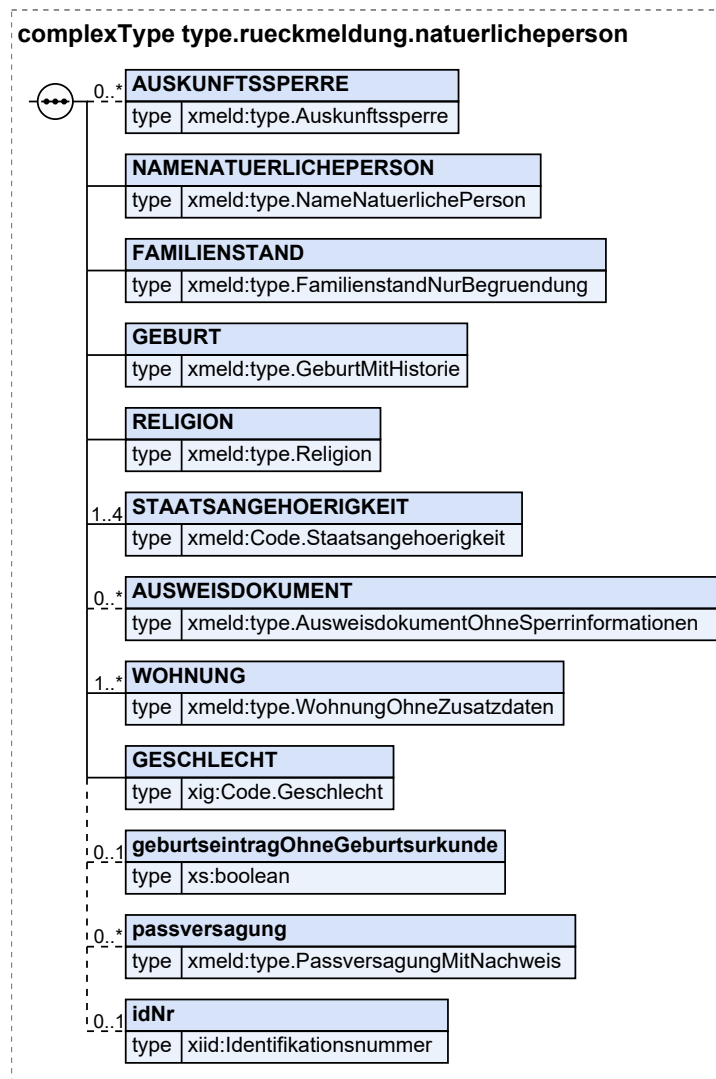 complexType type.rueckmeldung.natuerlicheperson
0..* AUSKUNFTSSPERRE
type xmeld:type.Auskunftssperre
NAMENATUERLICHEPERSON
type xmeld:type.NameNatuerlichePerson
FAMILIENSTAND
type xmeld:type.FamilienstandNurBegruendung
GEBURT
type xmeld:type.GeburtMitHistorie
RELIGION
type xmeld:type.Religion
1..4 STAATSANGEHOERIGKEIT
type xmeld:Code.Staatsangehoerigkeit
0..* AUSWEISDOKUMENT
type xmeld:type.AusweisdokumentOhneSperrinformationen
1..* WOHNUNG
type xmeld:type.WohnungOhneZusatzdaten
GESCHLECHT
type xig:Code.Geschlecht
0..1 geburtseintragOhneGeburtsurkunde
type xs:boolean
0..* passversagung
type xmeld:type.PassversagungMitNachweis
0..1 idNr
type xiid:Identifikationsnummer